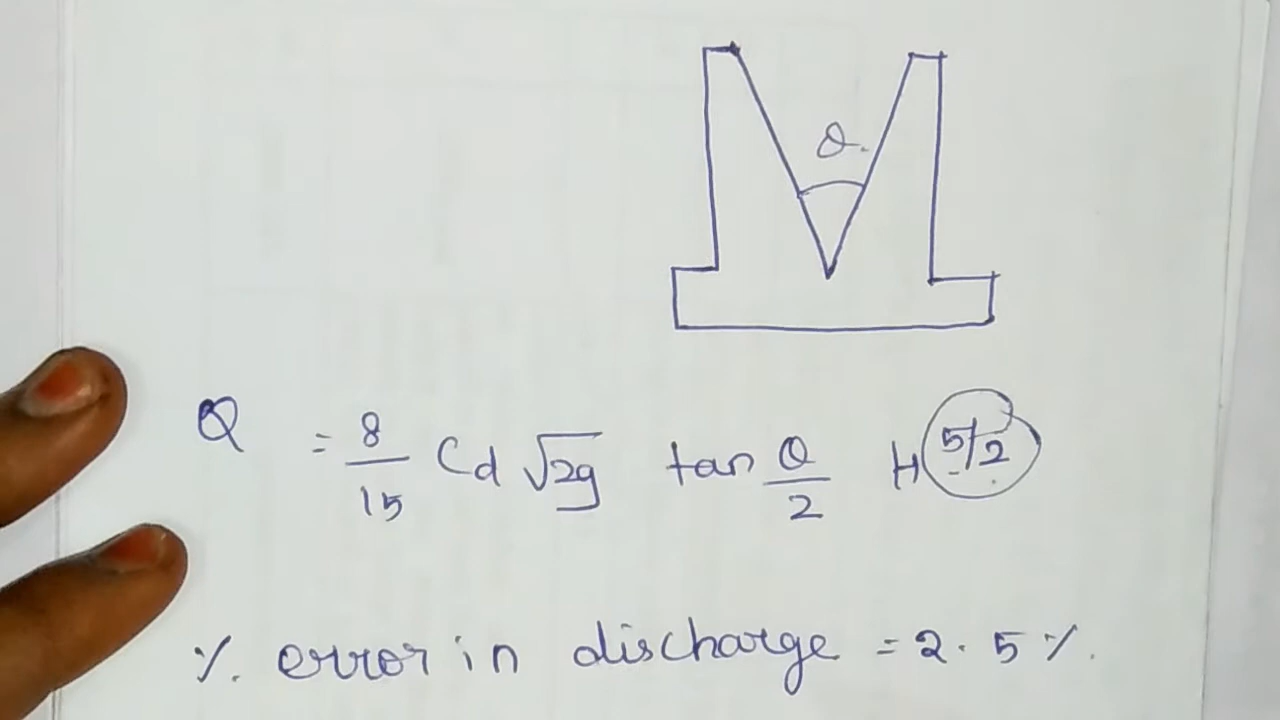 θ.
Q = 8/15 Cd √2g tan θ/2 H 5/2
% error in discharge = 2.5 %.